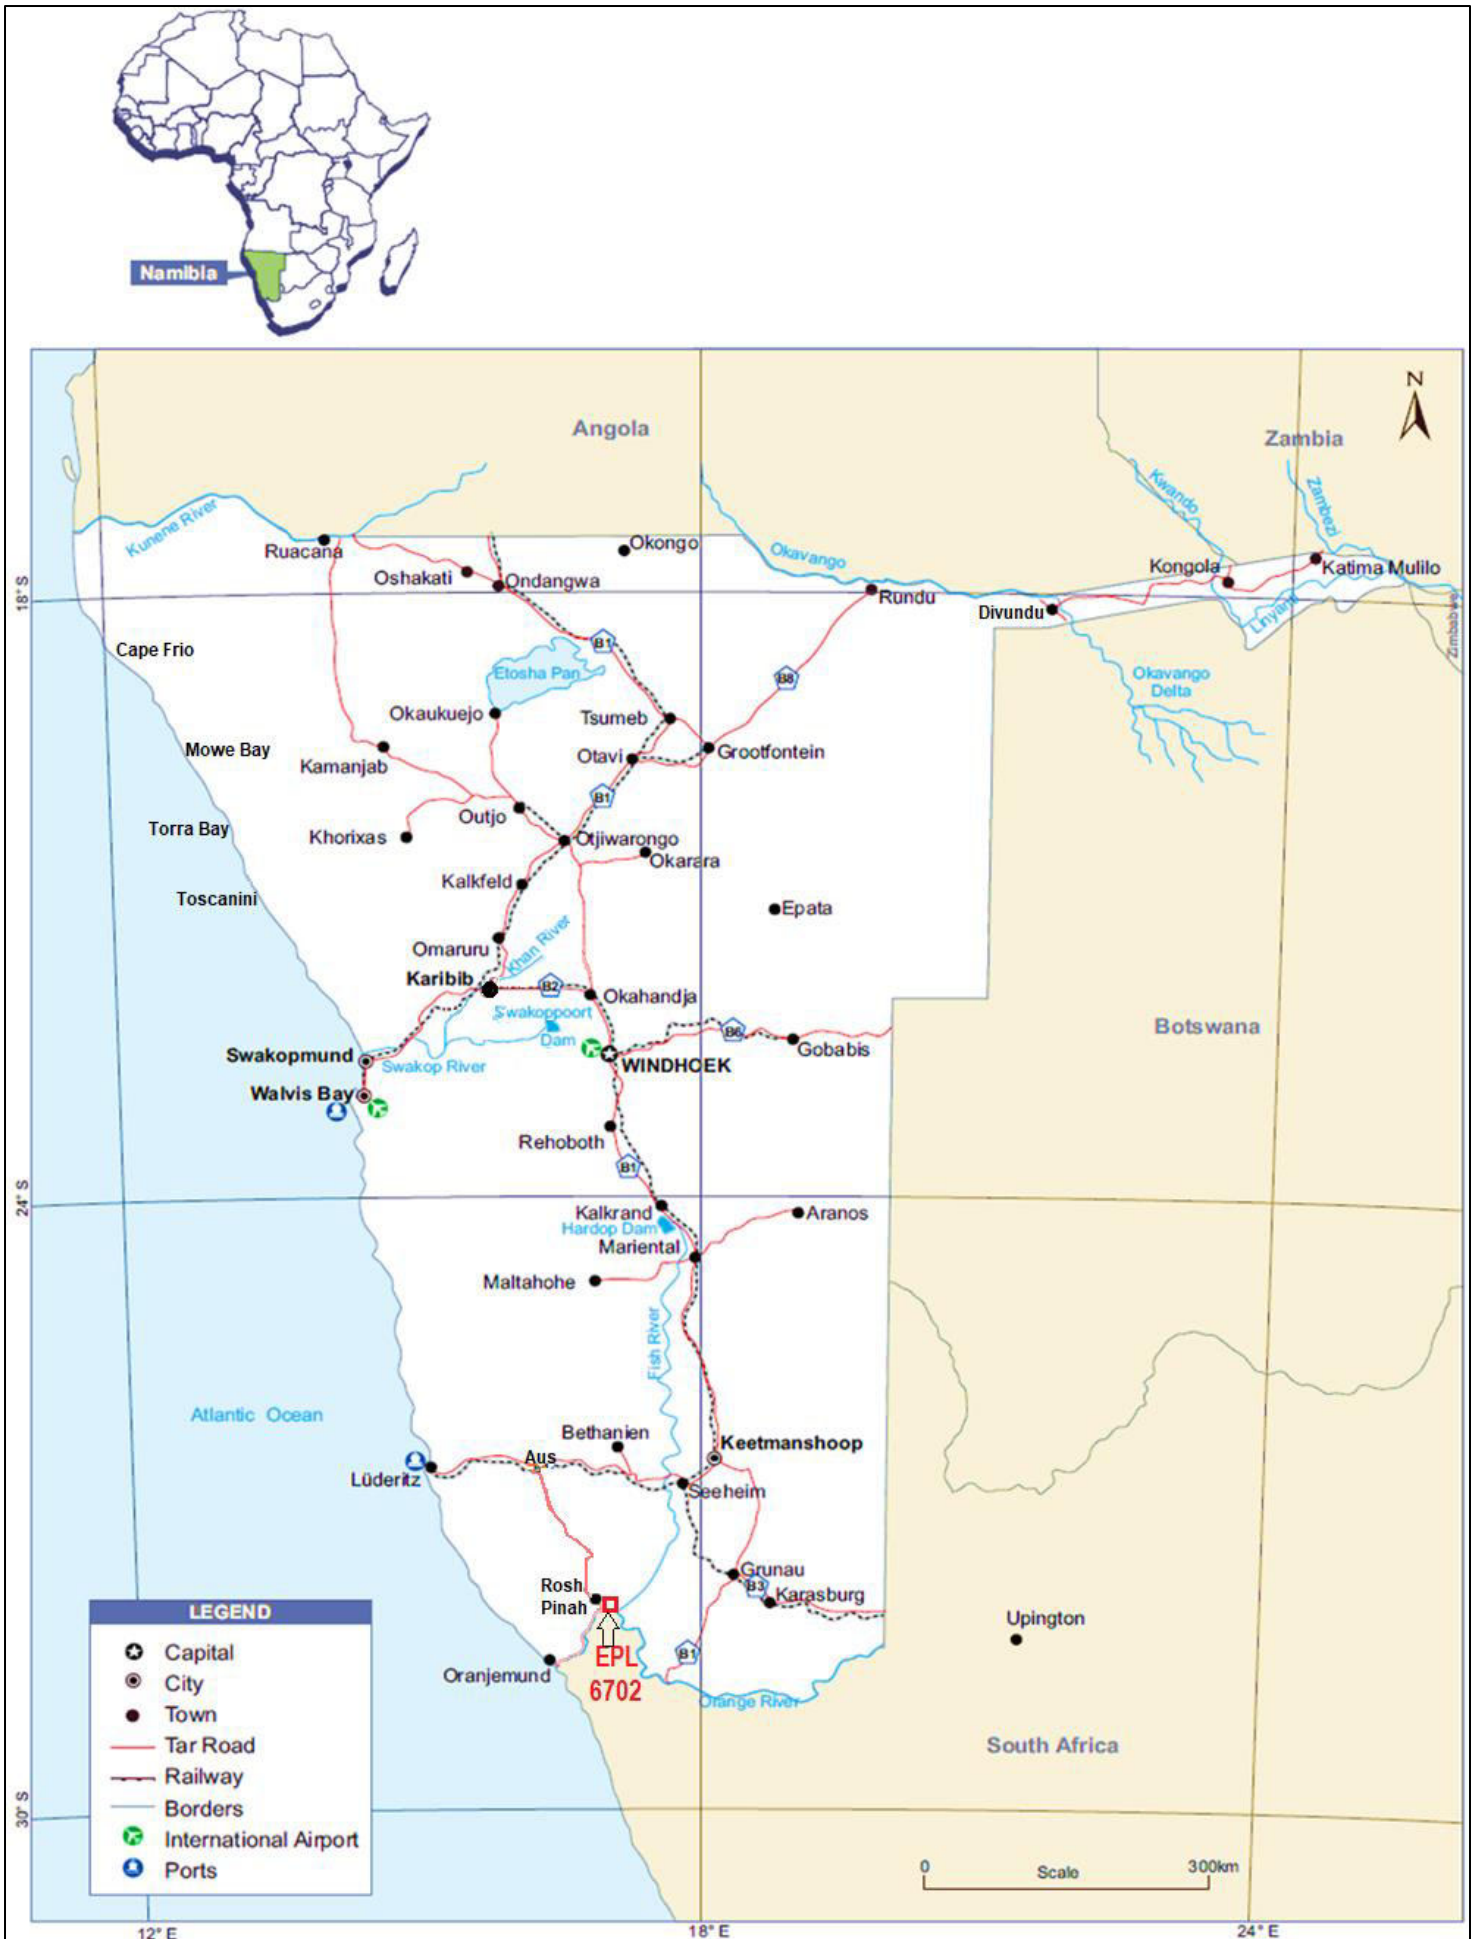 Namibia
N
Angola
Zambia
Kwando
Zambezi
Kunene River
Ruacana
Okongo
Okavango
Oshakati
Ondangwa
Kongola
Katima Mulilo
18° S
Rundu
Divundu
Linyanti
Zimbabwe
Cape Frio
B1
Etosha Pan
B8
Okavango
Delta
Okaukuejo
Tsumeb
Mowe Bay
Otavi
Grootfontein
Kamanjab
B1
Outjo
Torra Bay
Khorixas
Otjiwarongo
Okarara
Kalkfeld
Toscanini
Epata
Omaruru
Khan River
Karibib
B2
Okahandja
Swakoppoort
Dam
B6
Botswana
Gobabis
Swakopmund
Swakop River
WINDHOEK
Walvis Bay
Rehoboth
B1
24° S
Kalkrand
Aranos
Hardop Dam
Mariental
Maltahohe
Fish River
Atlantic Ocean
Bethanien
Keetmanshoop
Aus
Lüderitz
Seeheim
Grunau
B3
Karasburg
Rosh
Pinah
EPL
6702
B1
Upington
Oranjemund
Orange River
South Africa
LEGEND
Capital
City
Town
Tar Road
Railway
Borders
International Airport
Ports
30° S
0
Scale
300km
12° E
18° E
24° E